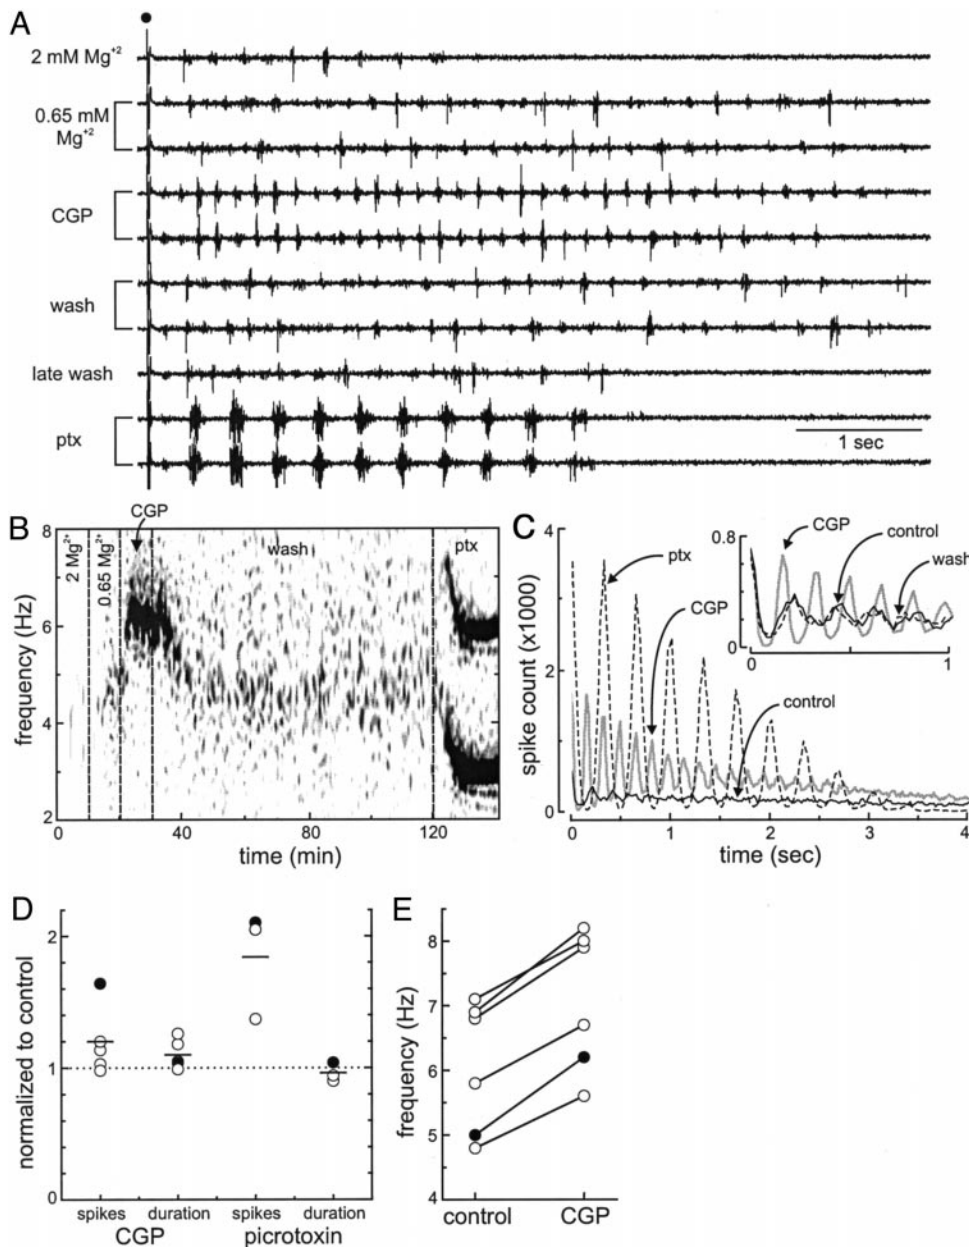 A
2 mM Mg+2
0.65 mM
Mg+2
CGP
wash
late wash
ptx
1 sec
B
CGP
8
6
4
2
frequency (Hz)
2 Mg2+
0.65 Mg2+
wash
ptx
0 40 80 120
time (min)
C
4
2
0
spike count (x1000)
ptx
CGP
control
0.8
0
CGP
control
wash
0 1
0 1 2 3 4
time (sec)
D
2
1
0
normalized to control
spikes duration spikes duration
CGP picrotoxin
E
8
7
6
5
4
frequency (Hz)
control CGP